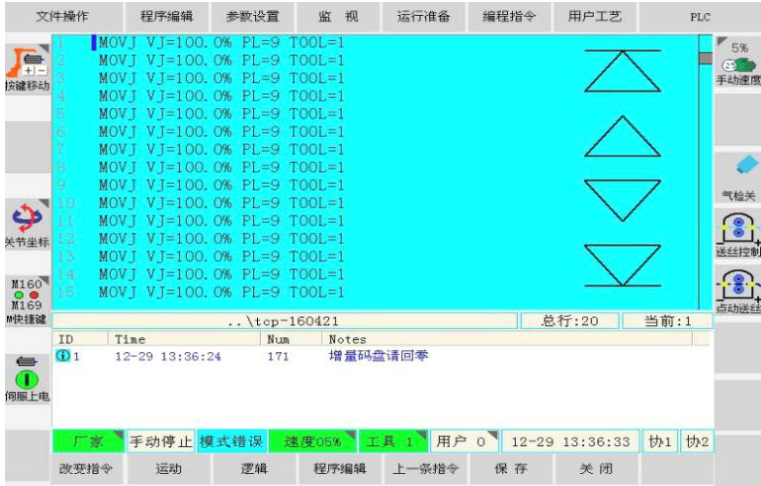 文件操作 程序编辑 参数设置 监 视 运行准备 编程指令 用户工艺 PLC
1 MOVJ VJ=100.0% PL=9 TOOL=1
2 MOVJ VJ=100.0% PL=9 TOOL=1
3 MOVJ VJ=100.0% PL=9 TOOL=1
4 MOVJ VJ=100.0% PL=9 TOOL=1
5 MOVJ VJ=100.0% PL=9 TOOL=1
6 MOVJ VJ=100.0% PL=9 TOOL=1
7 MOVJ VJ=100.0% PL=9 TOOL=1
8 MOVJ VJ=100.0% PL=9 TOOL=1
9 MOVJ VJ=100.0% PL=9 TOOL=1
10 MOVJ VJ=100.0% PL=9 TOOL=1
11 MOVJ VJ=100.0% PL=9 TOOL=1
12 MOVJ VJ=100.0% PL=9 TOOL=1
13 MOVJ VJ=100.0% PL=9 TOOL=1
14 MOVJ VJ=100.0% PL=9 TOOL=1
15 MOVJ VJ=100.0% PL=9 TOOL=1
+|-
按键移动
关节坐标
M160
M169
M快捷键
伺服上电
5%
手动速度
气检关
送丝控制
点动送丝
..\tcp-160421 总行:20 当前:1
ID Time Num Notes
1 12-29 13:36:24 171 增量码盘请回零
厂家 手动停止 模式错误 速度05% 工具 1 用户 0 12-29 13:36:33 协1 协2
改变指令 运动 逻辑 程序编辑 上一条指令 保 存 关 闭